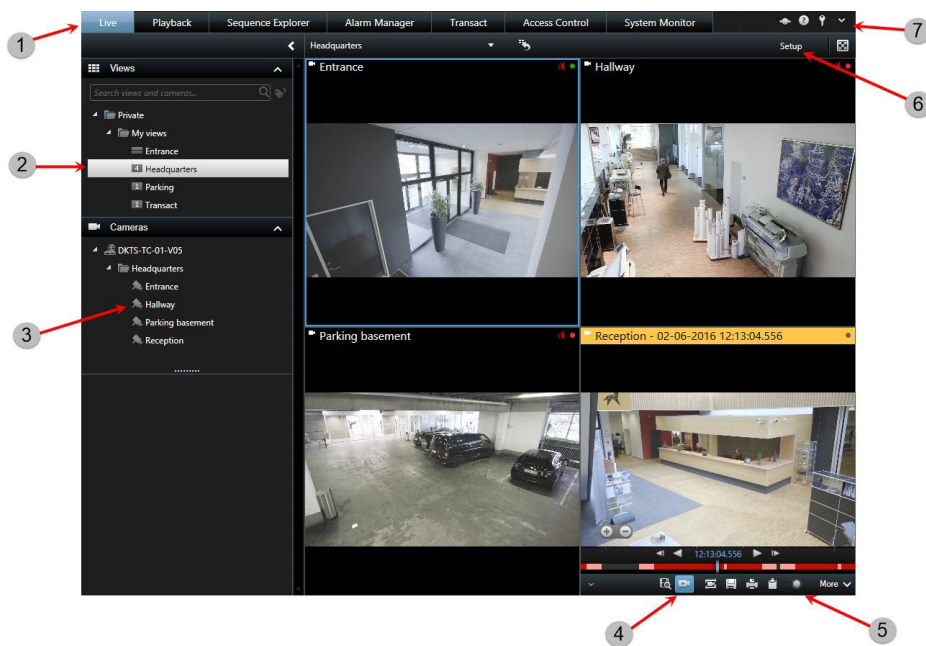 Live Playback Sequence Explorer Alarm Manager Transact Access Control System Monitor
1
7
Headquarters
Setup
6
Views
Search views and cameras...
Private
My views
Entrance
2
Headquarters
Parking
Transact
Cameras
DKTS-TC-01-V05
Headquarters
Entrance
Hallway
3
Parking basement
Reception
Entrance
Hallway
Parking basement
Reception - 02-06-2016 12:13:04.556
12:13:04.556
More
4
5